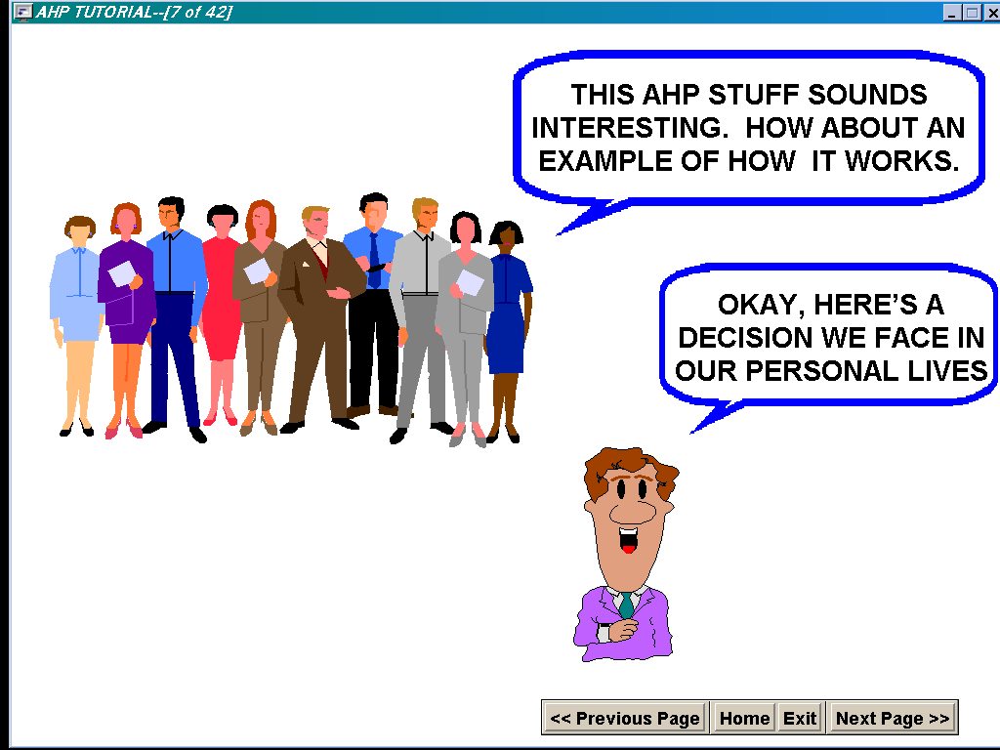 AHP TUTORIAL--[7 of 42]
THIS AHP STUFF SOUNDS
INTERESTING.  HOW ABOUT AN
EXAMPLE OF HOW  IT WORKS.
OKAY, HERE’S A
DECISION WE FACE IN
OUR PERSONAL LIVES
<< Previous Page Home Exit Next Page >>